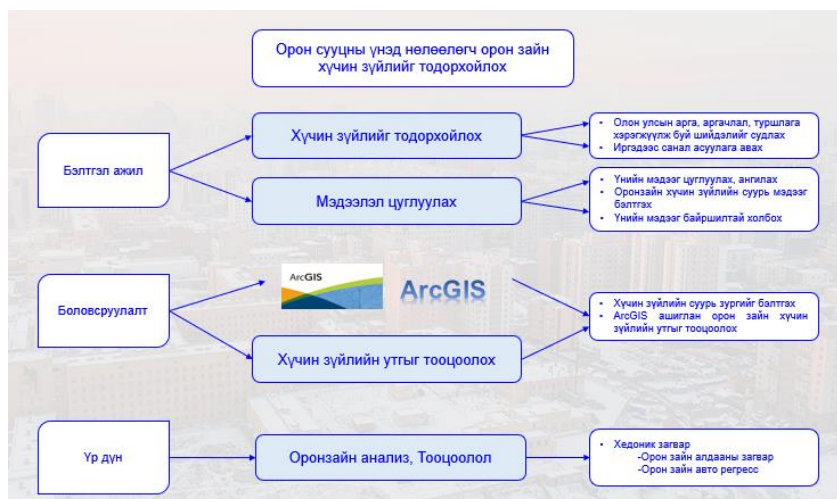 Орон сууцны үнэд нөлөөлөгч орон зайн
хүчин зүйлийг тодорхойлох
Бэлтгэл ажил
Хүчин зүйлийг тодорхойлох
• Олон улсын арга, аргачлал, туршлага
хэрэгжүүлж буй шийдэлийг судлах
• Иргэдээс санал асуулага авах
Мэдээлэл цуглуулах
• Үнийн мэдээг цуглуулах, ангилах
• Оронзайн хүчин зүйлийн суурь мэдээг
бэлтгэх
• Үнийн мэдээг байршилтай холбох
Боловсруулалт
ArcGIS
ArcGIS
Хүчин зүйлийн утгыг тооцоолох
• Хүчин зүйлийн суурь зургийг бэлтгэх
• ArcGIS ашиглан орон зайн хүчин
зүйлийн утгыг тооцоолох
Үр дүн
Оронзайн анализ, Тооцоолол
• Хедоник загвар
-Орон зайн алдааны загвар
-Орон зайн авто регресс